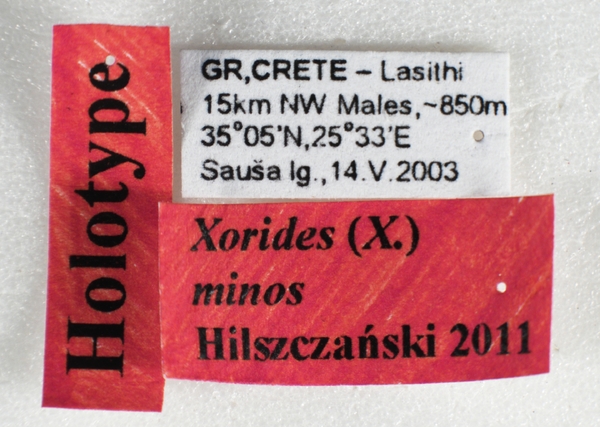 Holotype
GR,CRETE – Lasithi
15km NW Males,~850m
35°05'N,25°33'E
Sauša lg.,14.V.2003
Xorides (X.)
minos
Hilszczański 2011